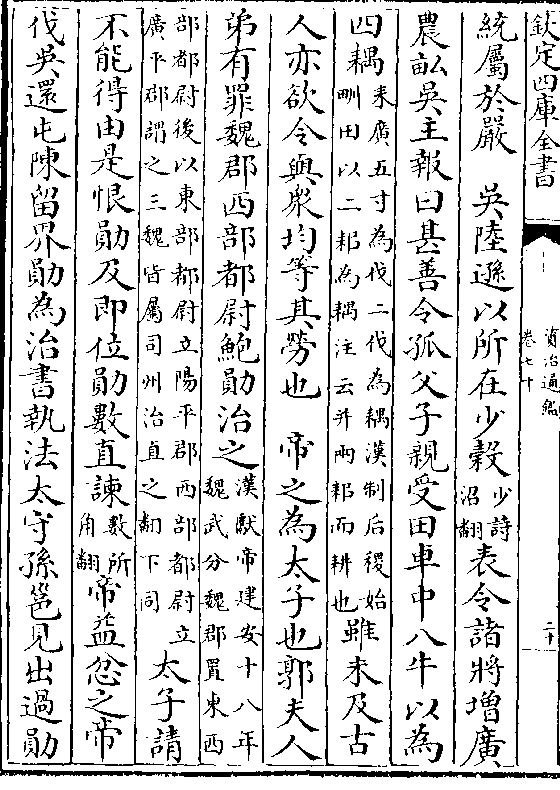 欽定四庫全書
資治通鑑
卷七十
二十
統屬於嚴　吳陸遜以所在少穀少詩沼翻表令諸將增廣
農畝吳主報曰甚善令孤父子親受田車中八牛以為
四耦耒廣五寸為伐二伐為耦漢制后稷始甽田以二耜為耦注云并兩耜而耕也雖未及古
人亦欲令與衆均等其勞也　帝之為太子也郭夫人
弟有罪魏郡西部都尉鮑勛治之漢獻帝建安十八年魏武分魏郡置東西
部都尉後以東部都尉立陽平郡西部都尉立廣平郡謂之三魏皆屬司州治直之翻下同太子請
不能得由是恨勛及即位勛數直諫數所角翻帝益忿之帝
伐吳還屯陳留界勛為治書執法太守孫邕見出過勛